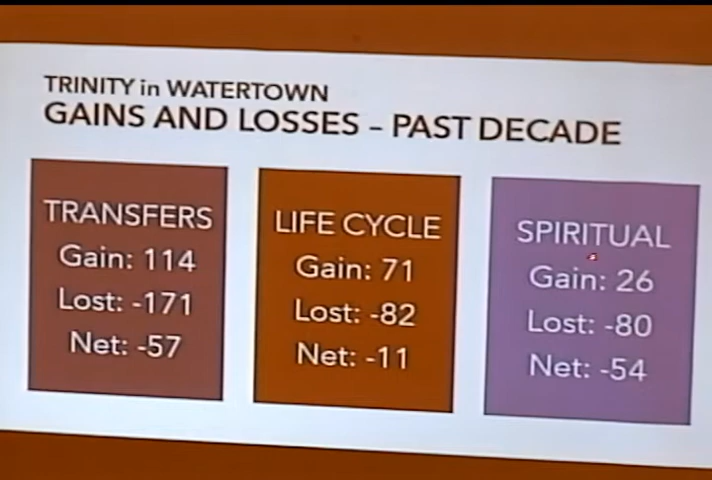 TRINITY in WATERTOWN
GAINS AND LOSSES – PAST DECADE
TRANSFERS
Gain: 114
Lost: -171
Net: -57
LIFE CYCLE
Gain: 71
Lost: -82
Net: -11
SPIRITUAL
Gain: 26
Lost: -80
Net: -54